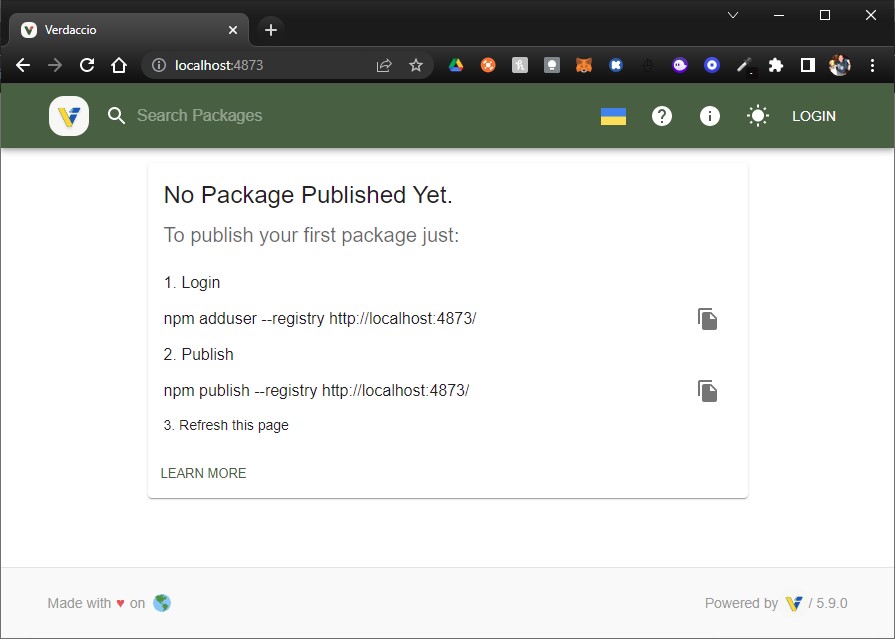 Verdaccio
localhost:4873
Search Packages
LOGIN
No Package Published Yet.
To publish your first package just:
1. Login
npm adduser --registry http://localhost:4873/
2. Publish
npm publish --registry http://localhost:4873/
3. Refresh this page
LEARN MORE
Made with ♥ on
Powered by / 5.9.0